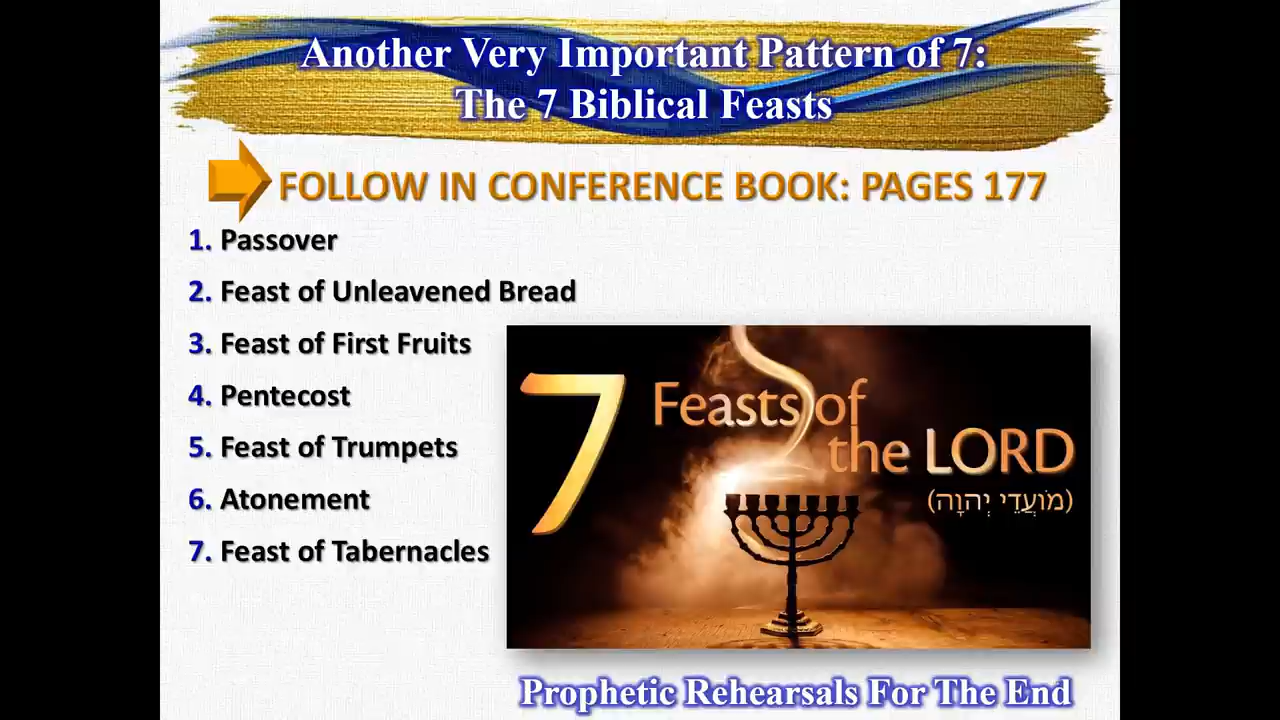 Another Very Important Pattern of 7:
The 7 Biblical Feasts
FOLLOW IN CONFERENCE BOOK: PAGES 177
1. Passover
2. Feast of Unleavened Bread
3. Feast of First Fruits
4. Pentecost
5. Feast of Trumpets
6. Atonement
7. Feast of Tabernacles
7 Feasts of
the LORD
(מֹועֲדֵי יְהוָה)
Prophetic Rehearsals For The End